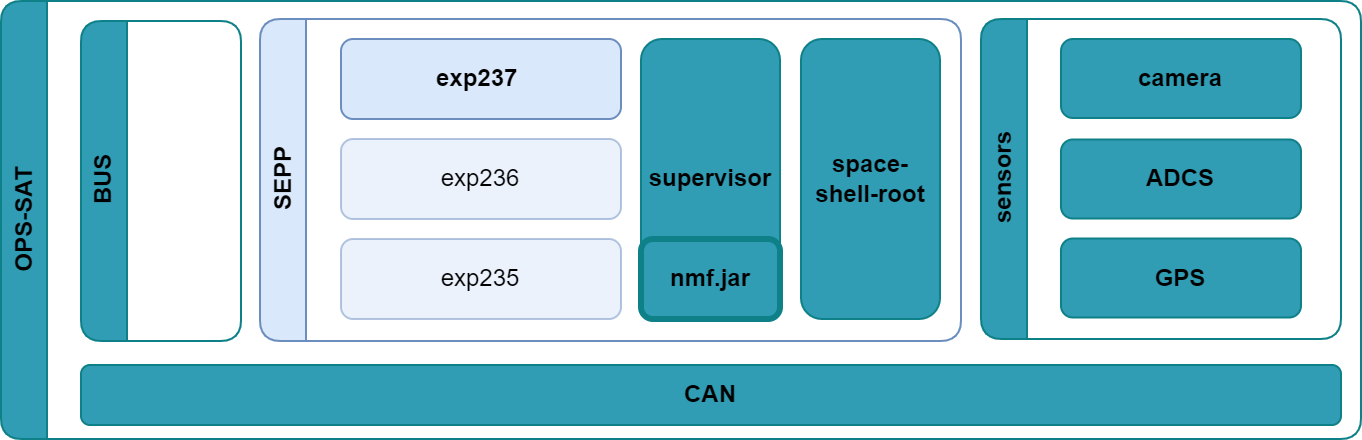 OPS-SAT
BUS
SEPP
exp237
exp236
exp235
supervisor
nmf.jar
space-
shell-root
sensors
camera
ADCS
GPS
CAN